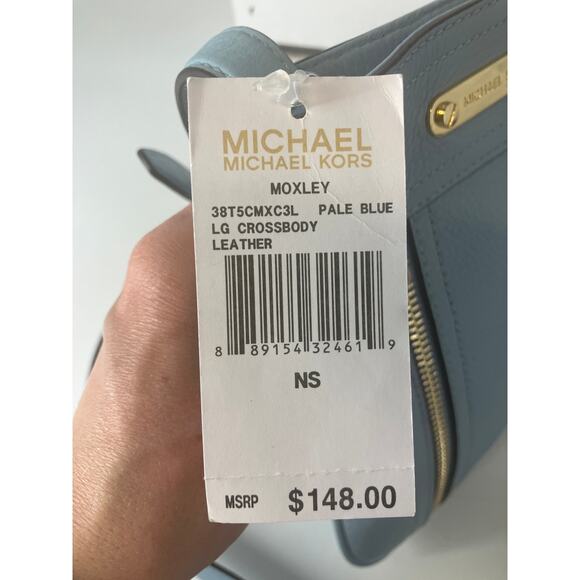 MICHAEL
MICHAEL KORS
MOXLEY
38T5CMXC3L PALE BLUE
LG CROSSBODY
LEATHER
8 89154 32461 9
NS
MSRP $148.00
MICHAEL